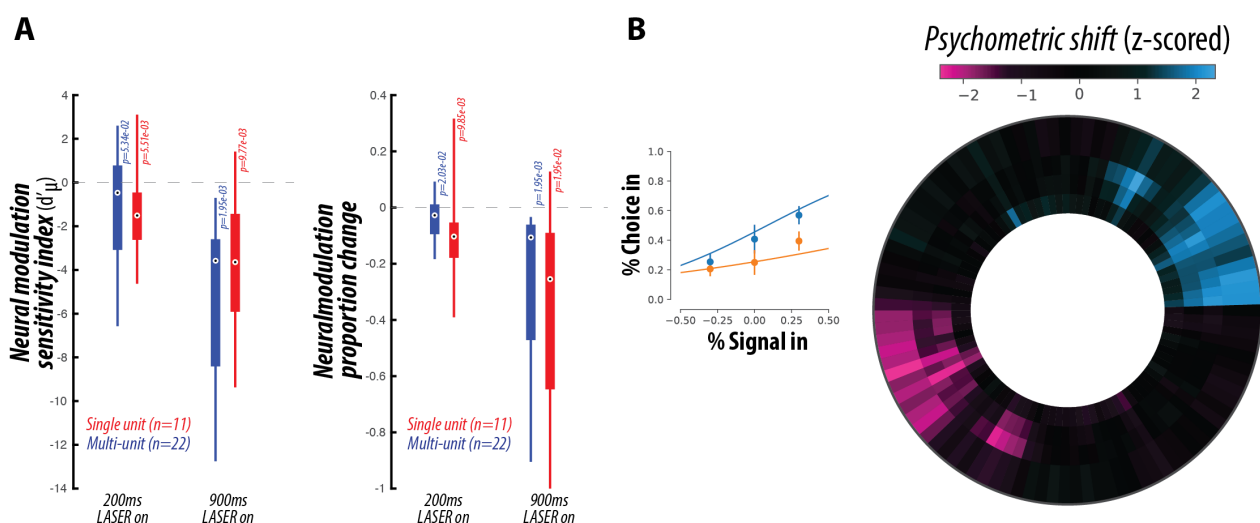 A
B
Psychometric shift (z-scored)
−2
−1
0
1
2
Neural modulation
sensitivity index (d'μ)
4
2
0
-2
-4
-6
-8
-10
-12
-14
p=5.34e-02
p=5.51e-03
p=1.95e-03
p=9.77e-03
Single unit (n=11)
Multi-unit (n=22)
200ms
LASER on
900ms
LASER on
Neuralmodulation
proportion change
0.4
0.2
0
-0.2
-0.4
-0.6
-0.8
-1
p=2.03e-02
p=9.85e-03
p=1.95e-03
p=1.95e-02
Single unit (n=11)
Multi-unit (n=22)
200ms
LASER on
900ms
LASER on
% Choice in
1.0
0.8
0.6
0.4
0.2
0.0
−0.50
−0.25
0.00
0.25
0.50
% Signal in